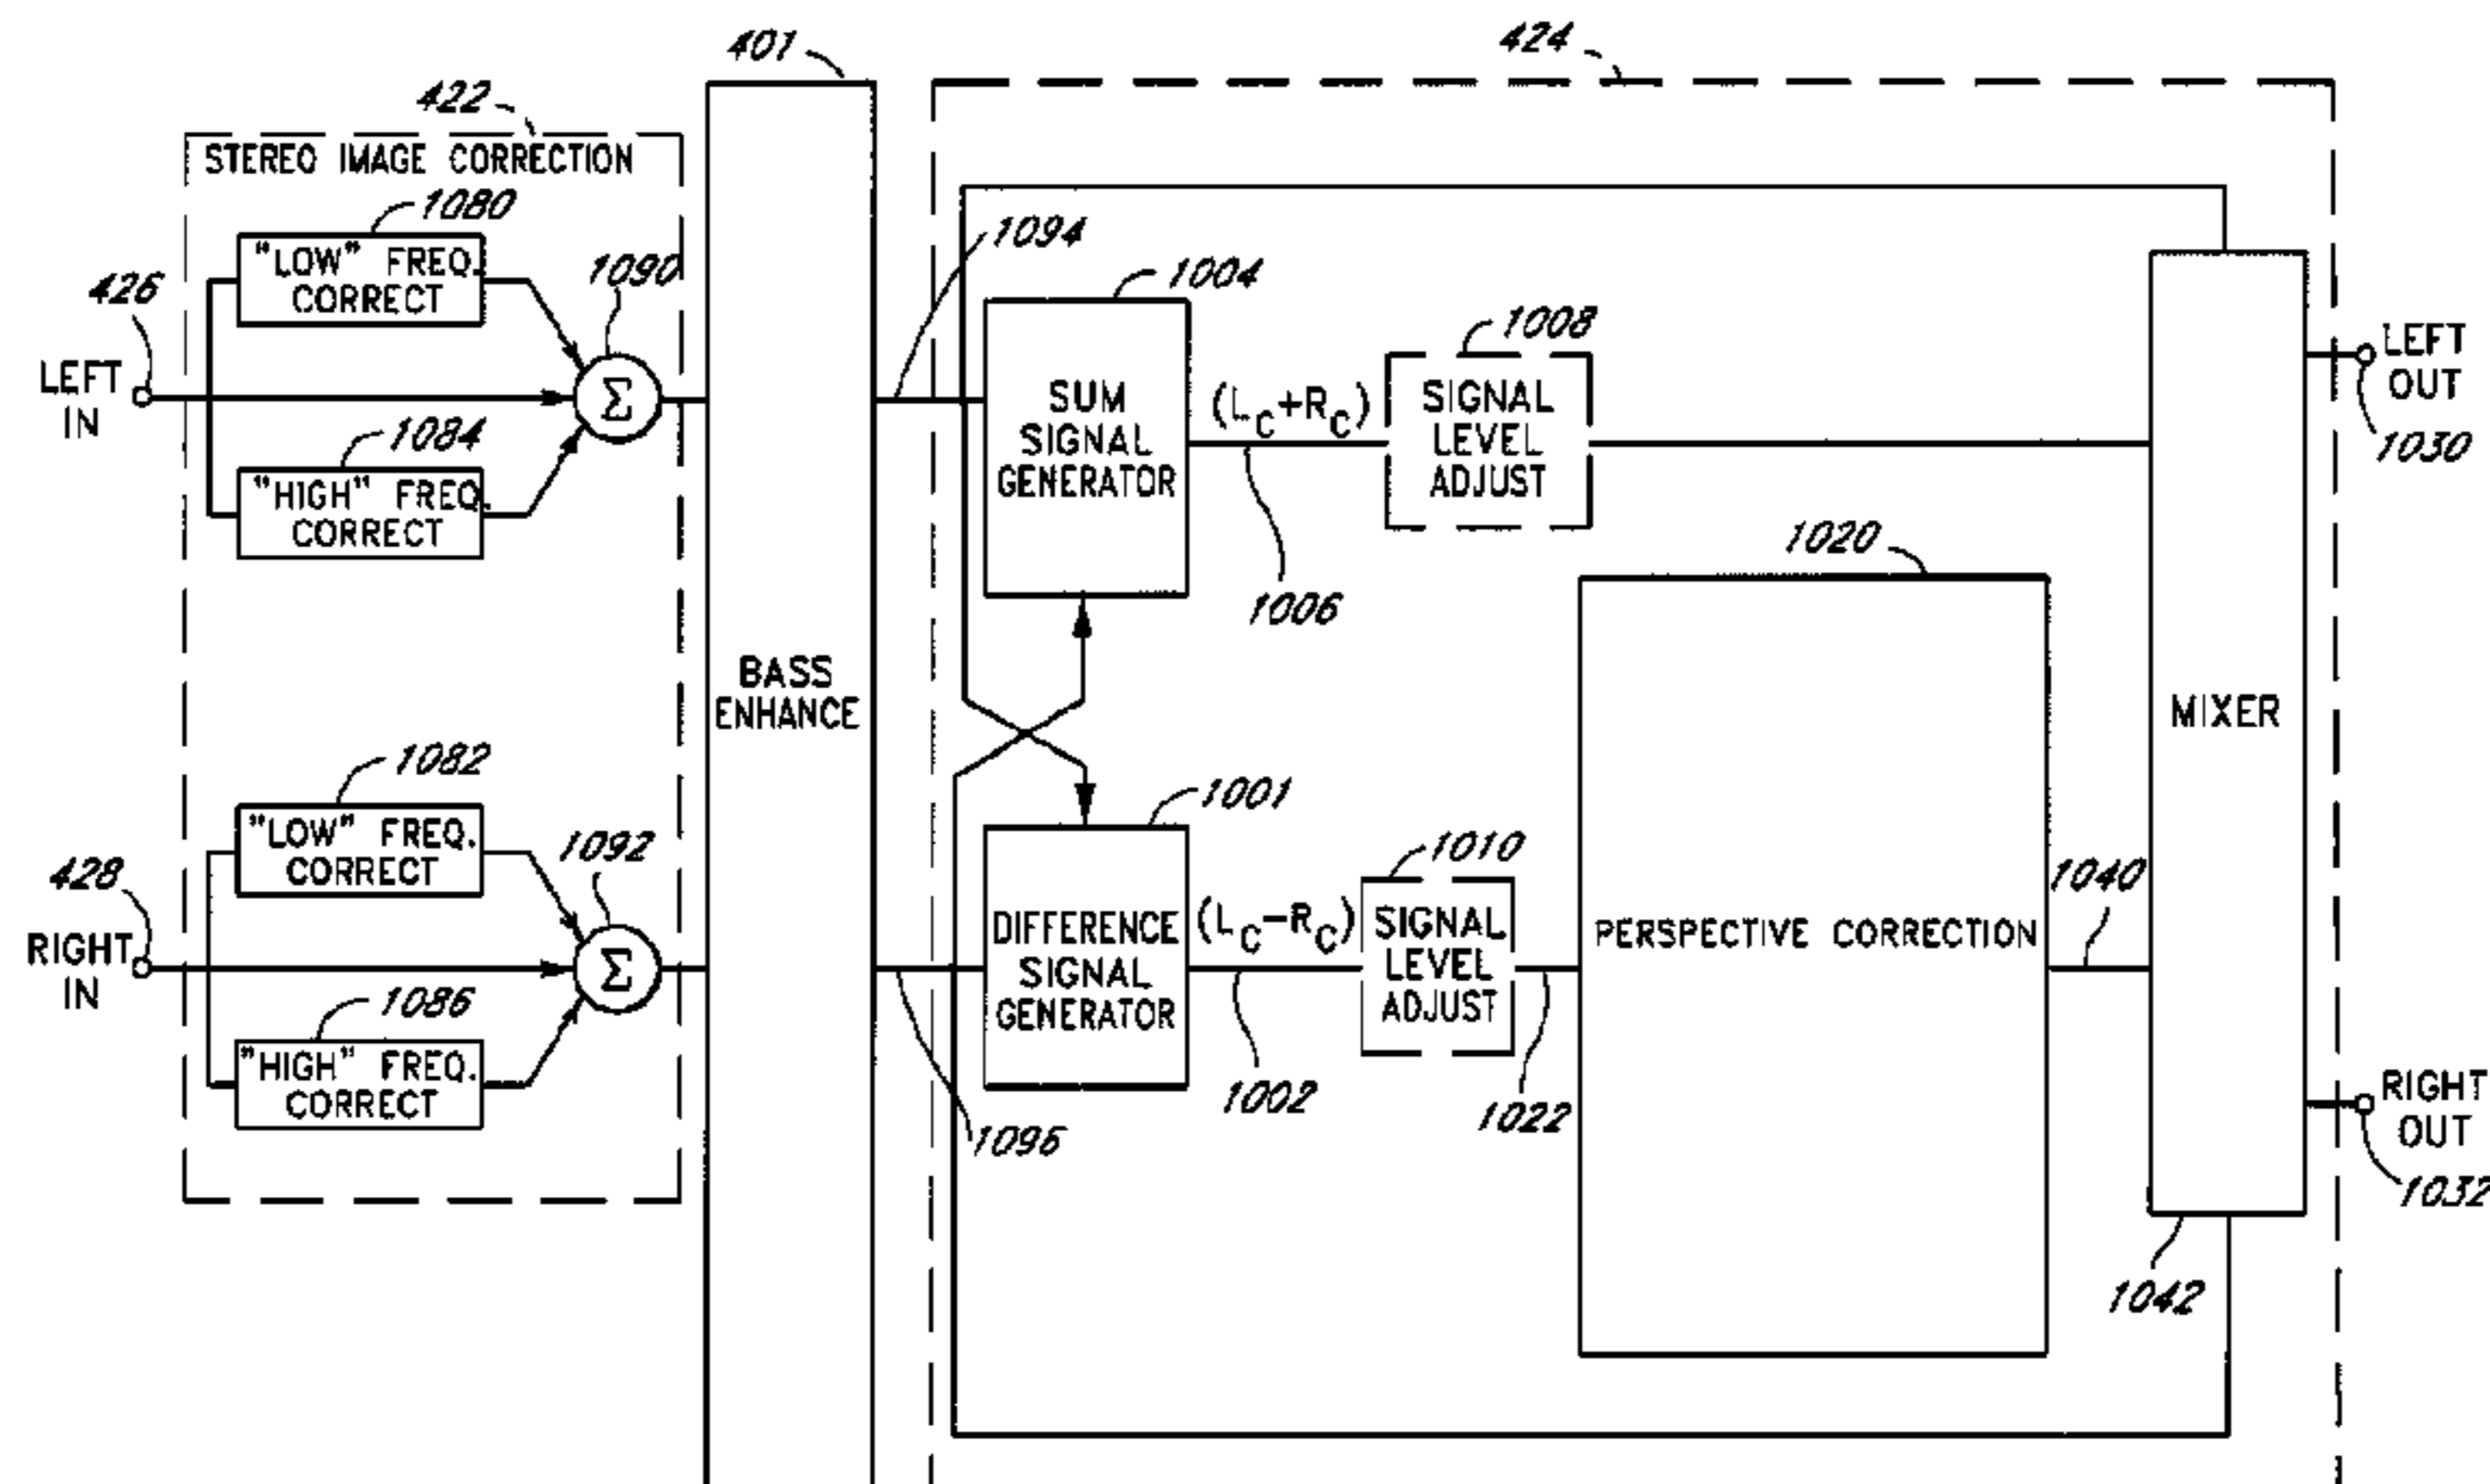 401
424
422
STEREO IMAGE CORRECTION
1080
"LOW" FREQ.
CORRECT
1090
426
LEFT
IN
Σ
1084
"HIGH" FREQ.
CORRECT
1082
"LOW" FREQ.
CORRECT
1092
428
RIGHT
IN
Σ
1086
"HIGH" FREQ.
CORRECT
BASS
ENHANCE
1094
1004
SUM
SIGNAL
GENERATOR
(LC+RC)
1006
1008
SIGNAL
LEVEL
ADJUST
1001
DIFFERENCE
SIGNAL
GENERATOR
(LC−RC)
1002
1096
1010
SIGNAL
LEVEL
ADJUST
1022
1020
PERSPECTIVE CORRECTION
1040
MIXER
1042
LEFT
OUT
1030
RIGHT
OUT
1032